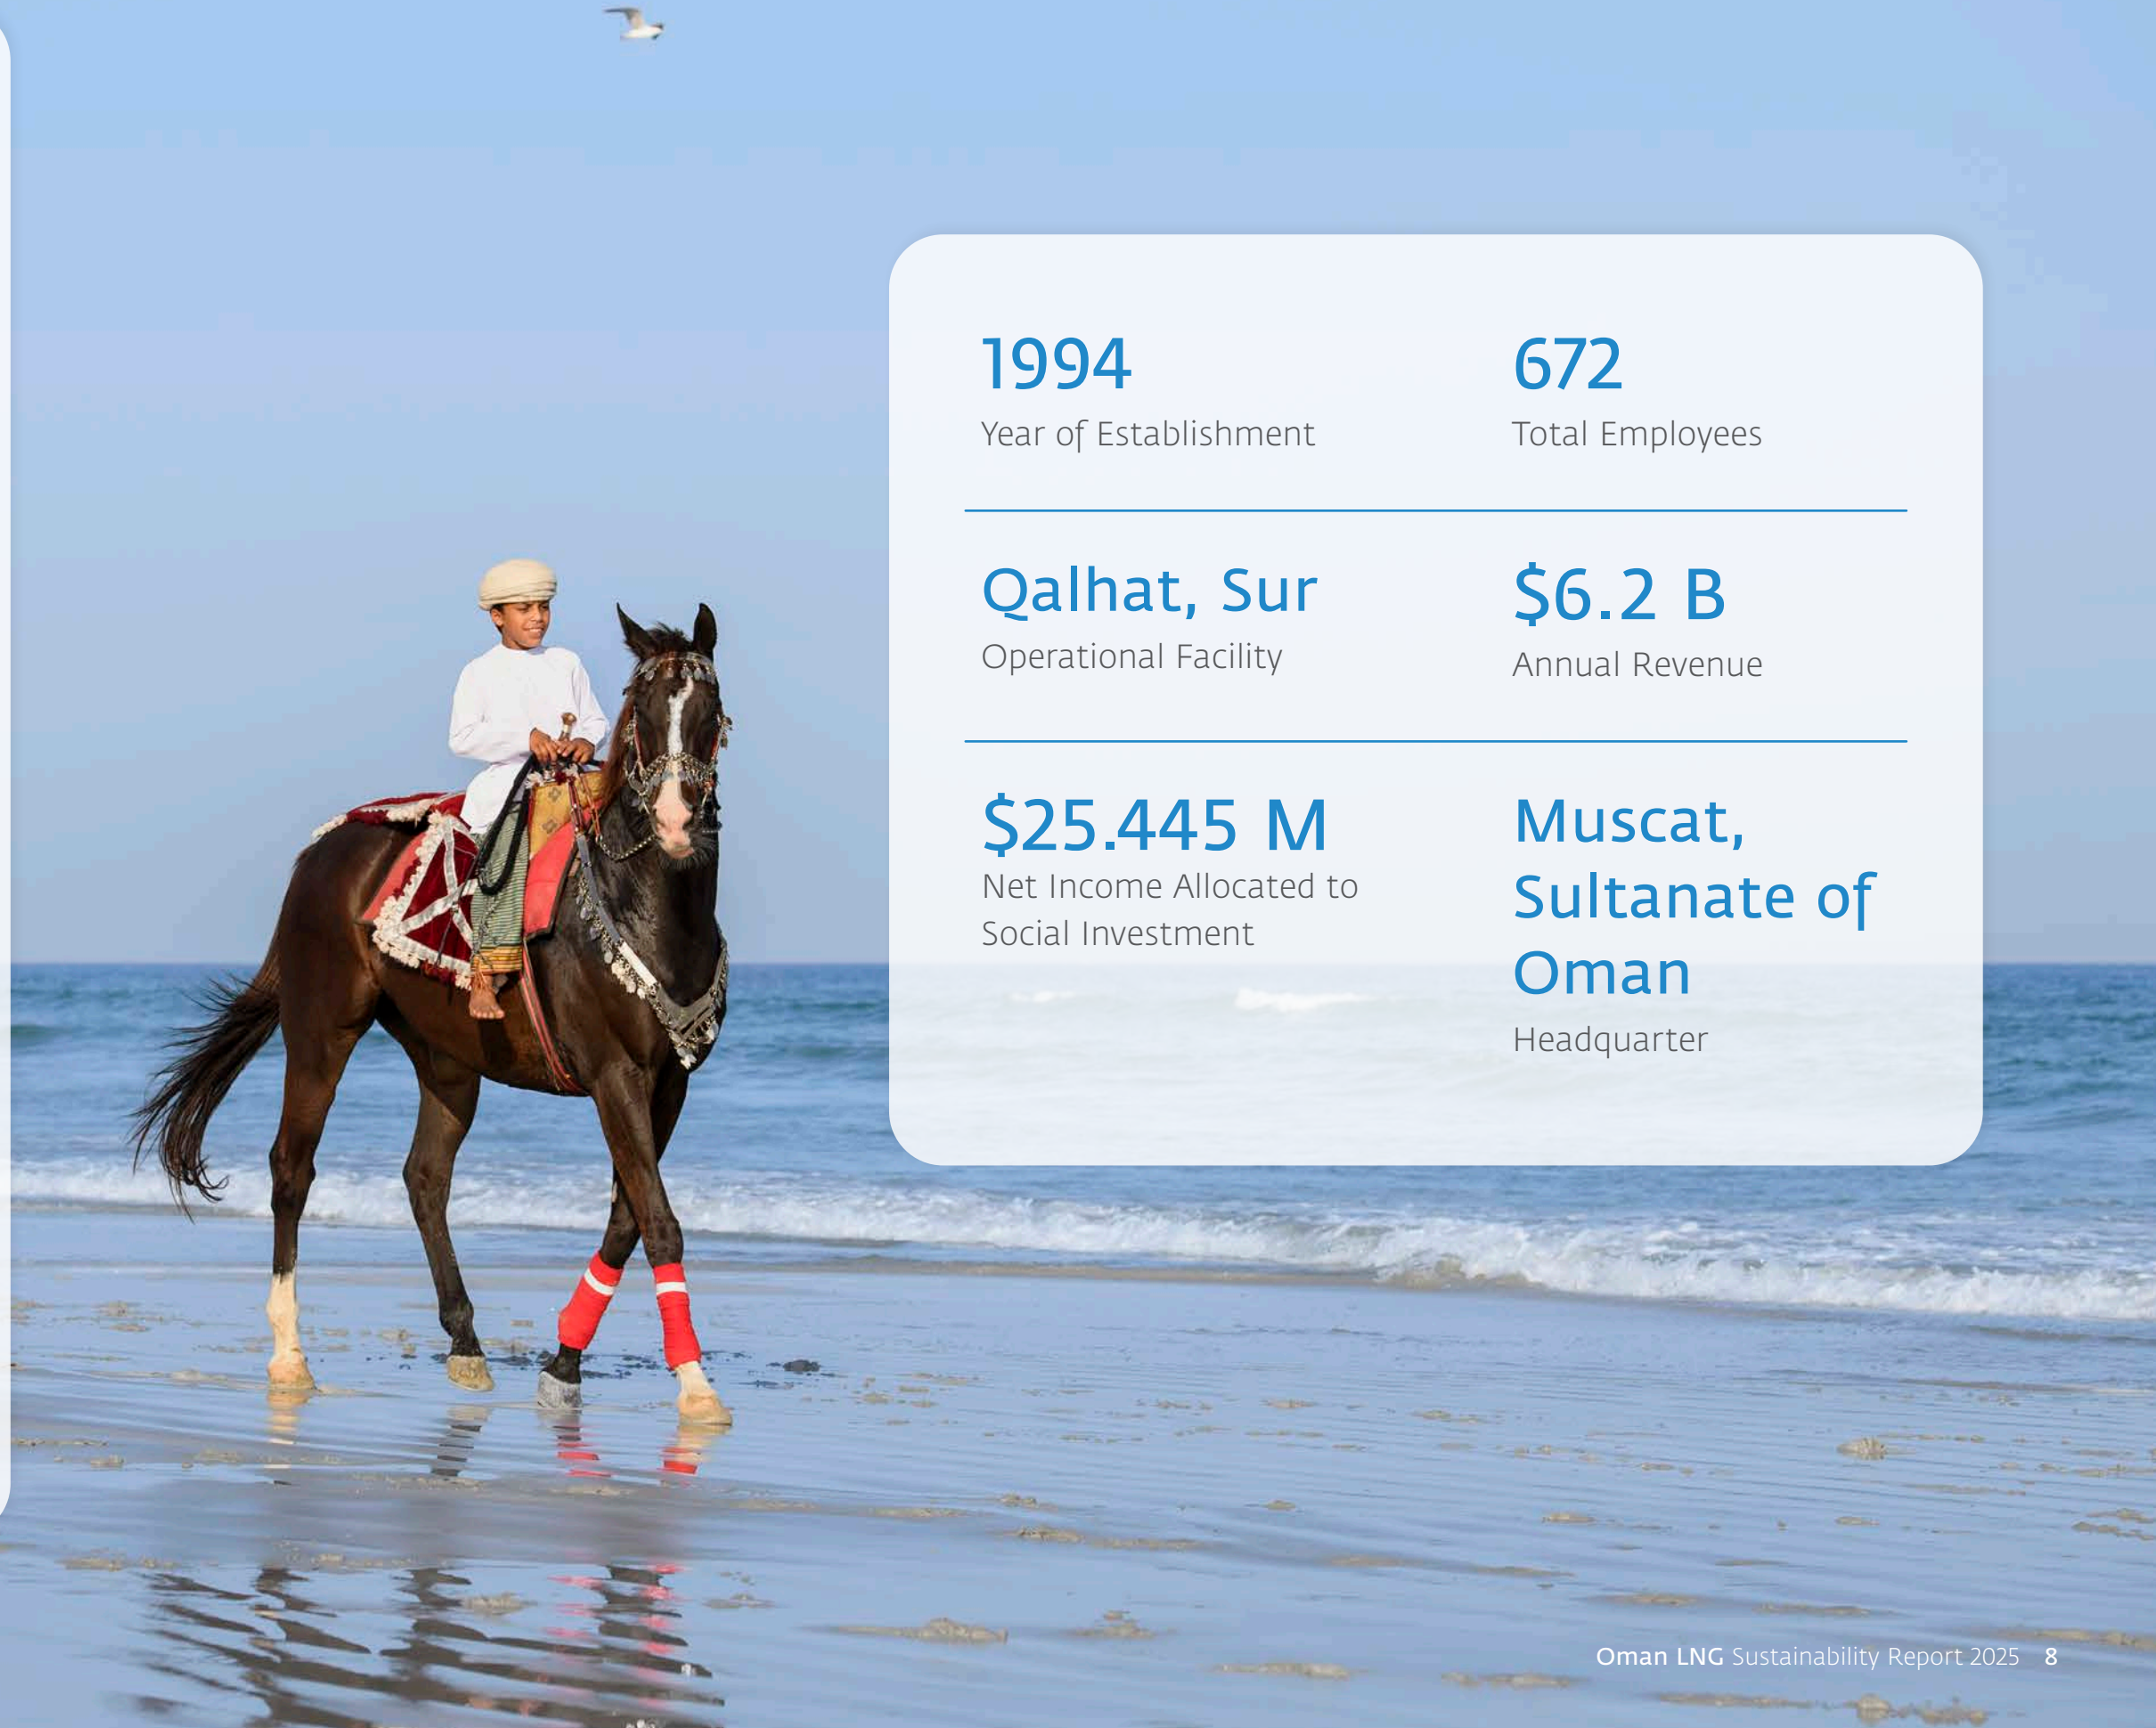 1994
Year of Establishment
672
Total Employees
Qalhat, Sur
Operational Facility
$6.2 B
Annual Revenue
$25.445 M
Net Income Allocated to
Social Investment
Muscat,
Sultanate of
Oman
Headquarter
Oman LNG Sustainability Report 2025 8